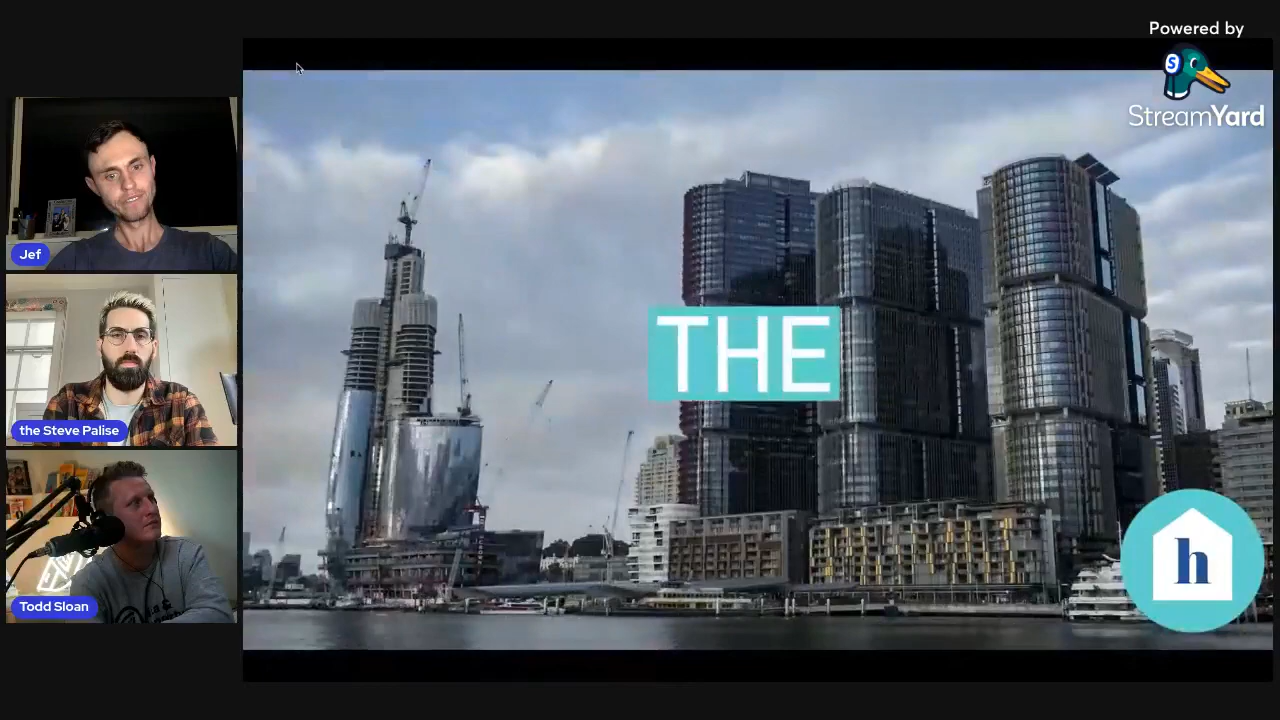 Powered by
S
StreamYard
Jef
the Steve Palise
Todd Sloan
THE
h